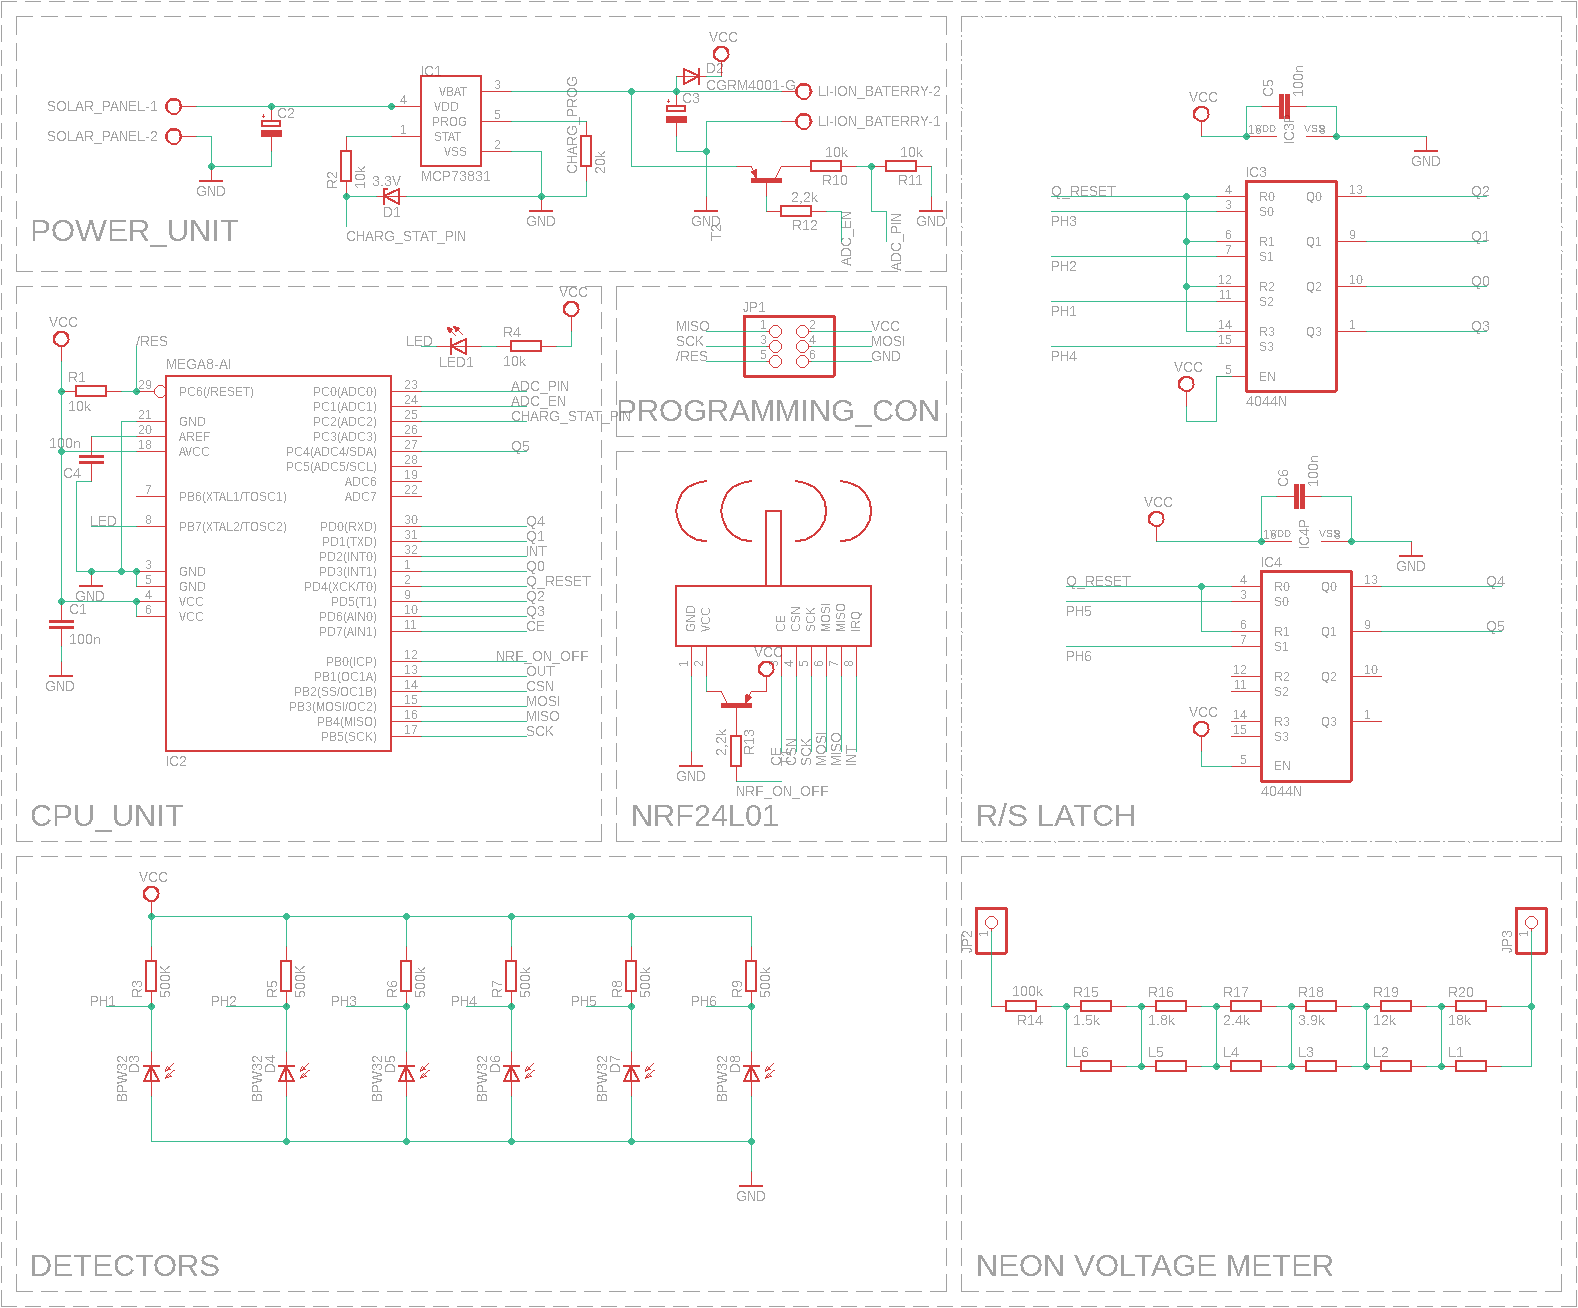 VCC
IC1
D2
CGRM4001-G
SOLAR_PANEL-1
SOLAR_PANEL-2
C2
4
1
VBAT
VDD
PROG
STAT
VSS
3
5
2
MCP73831
CHARG_PROG
20k
C3
LI-ION_BATERRY-2
LI-ION_BATERRY-1
GND
R2
10k
3.3V
D1
CHARG_STAT_PIN
GND
GND
T2
10k
R10
10k
R11
2,2k
R12
ADC_EN
ADC_PIN
GND
POWER_UNIT
VCC
/RES
R1
10k
100n
C4
LED
GND
C1
100n
GND
LED
LED1
R4
10k
VCC
MEGA8-AI
29 PC6(/RESET)
21 GND
20 AREF
18 AVCC
7 PB6(XTAL1/TOSC1)
8 PB7(XTAL2/TOSC2)
3 GND
5 GND
4 VCC
6 VCC
PC0(ADC0) 23 ADC_PIN
PC1(ADC1) 24 ADC_EN
PC2(ADC2) 25 CHARG_STAT_PIN
PC3(ADC3) 26
PC4(ADC4/SDA) 27 Q5
PC5(ADC5/SCL) 28
ADC6 19
ADC7 22
PD0(RXD) 30 Q4
PD1(TXD) 31 Q1
PD2(INT0) 32 INT
PD3(INT1) 1 Q0
PD4(XCK/T0) 2 Q_RESET
PD5(T1) 9 Q2
PD6(AIN0) 10 Q3
PD7(AIN1) 11 CE
PB0(ICP) 12 NRF_ON_OFF
PB1(OC1A) 13 OUT
PB2(SS/OC1B) 14 CSN
PB3(MOSI/OC2) 15 MOSI
PB4(MISO) 16 MISO
PB5(SCK) 17 SCK
IC2
CPU_UNIT
JP1
MISO 1 2 VCC
SCK 3 4 MOSI
/RES 5 6 GND
PROGRAMMING_CON
GND
VCC
CE
CSN
SCK
MOSI
MISO
IRQ
1
2
3
4
5
6
7
8
VCC
2,2k
R13
GND
CE
CSN
SCK
MOSI
MISO
INT
NRF_ON_OFF
NRF24L01
VCC
C5
100n
16
VDD
IC3P
VSS
8
GND
IC3
Q_RESET 4 R0 Q0 13 Q2
PH3 3 S0
6 R1 Q1 9 Q1
PH2 7 S1
12 R2 Q2 10 Q0
PH1 11 S2
14 R3 Q3 1 Q3
PH4 15 S3
VCC 5 EN
4044N
VCC
C6
100n
16
VDD
IC4P
VSS
8
GND
IC4
Q_RESET 4 R0 Q0 13 Q4
PH5 3 S0
6 R1 Q1 9 Q5
PH6 7 S1
12 R2 Q2 10
11 S2
14 R3 Q3 1
15 S3
VCC 5 EN
4044N
R/S LATCH
VCC
R3
500K
R5
500K
R6
500k
R7
500k
R8
500k
R9
500k
PH1
PH2
PH3
PH4
PH5
PH6
BPW32
D3
BPW32
D4
BPW32
D5
BPW32
D6
BPW32
D7
BPW32
D8
GND
DETECTORS
JP2
1
JP3
1
100k
R14
R15
1.5k
R16
1.8k
R17
2.4k
R18
3.9k
R19
12k
R20
18k
L6
L5
L4
L3
L2
L1
NEON VOLTAGE METER